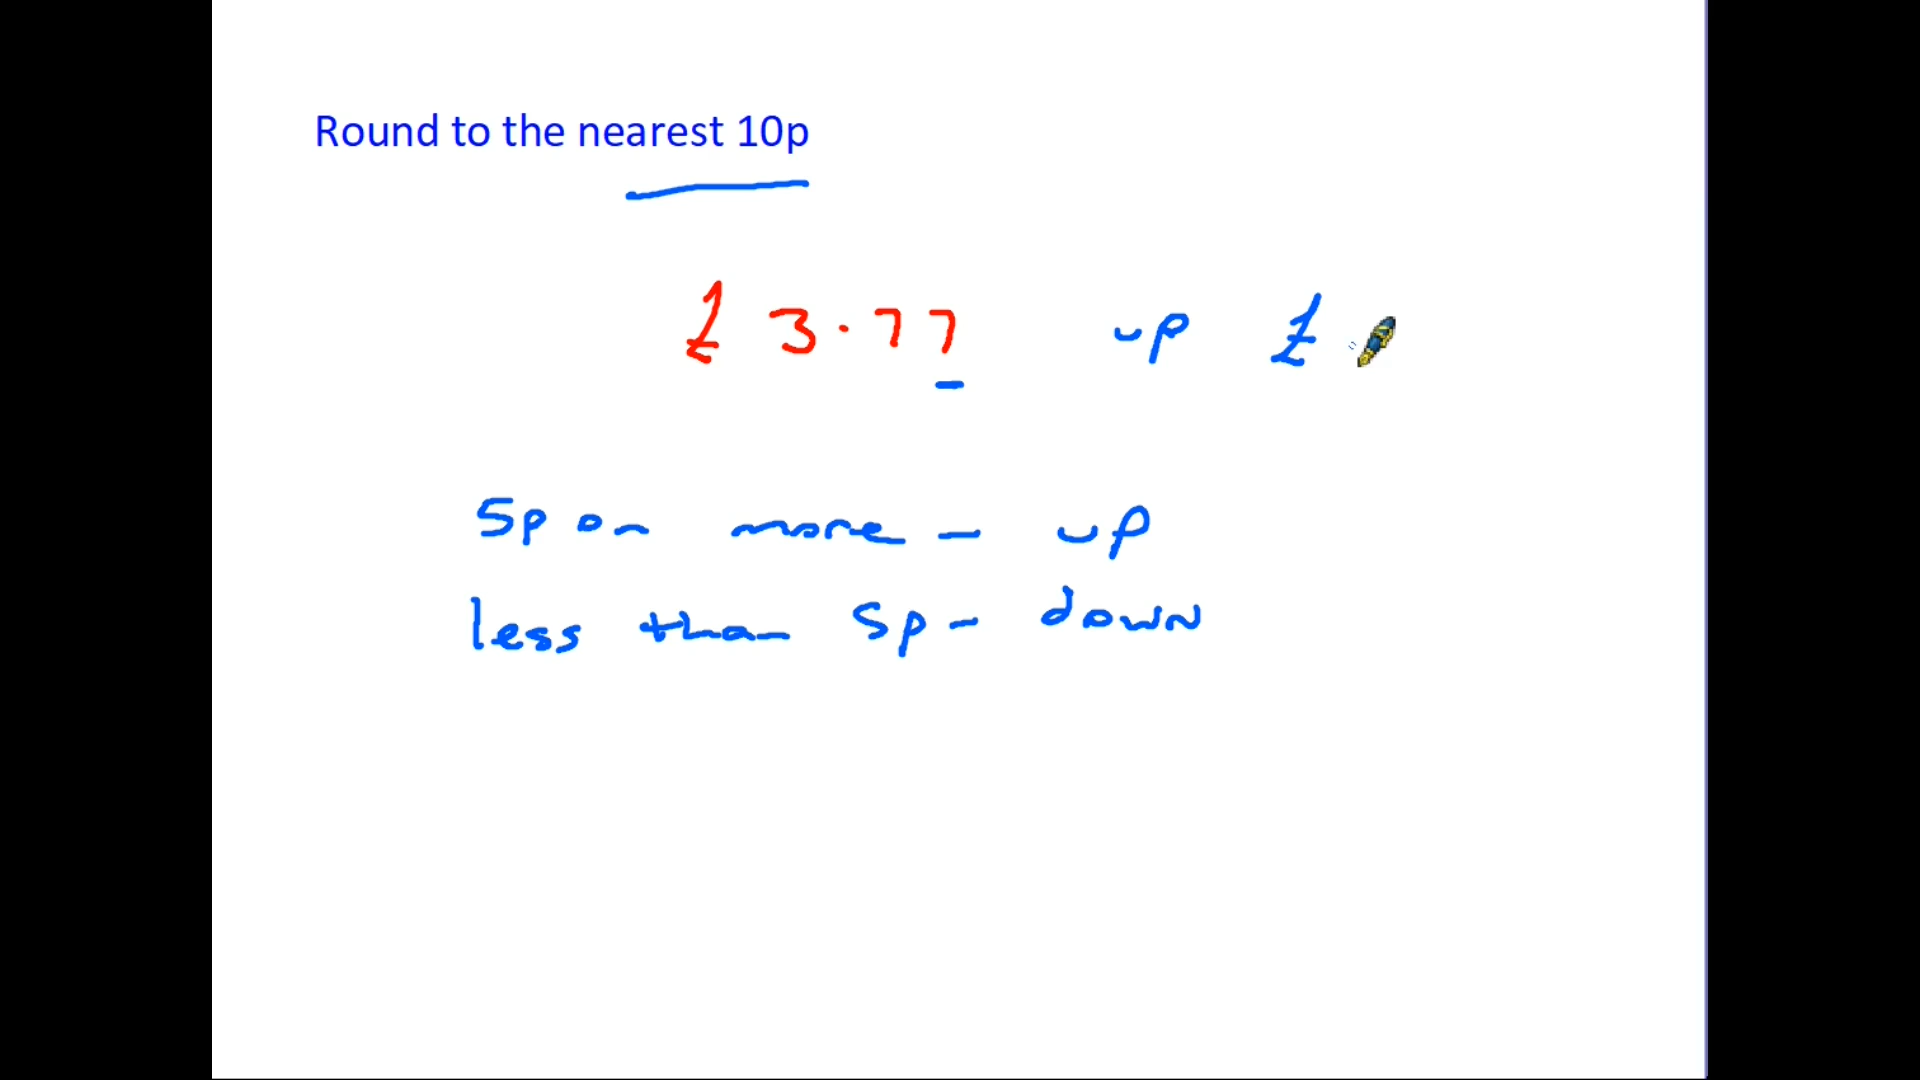 Round to the nearest 10p
£ 3.77 up £
5p or more - up
less than 5p - down